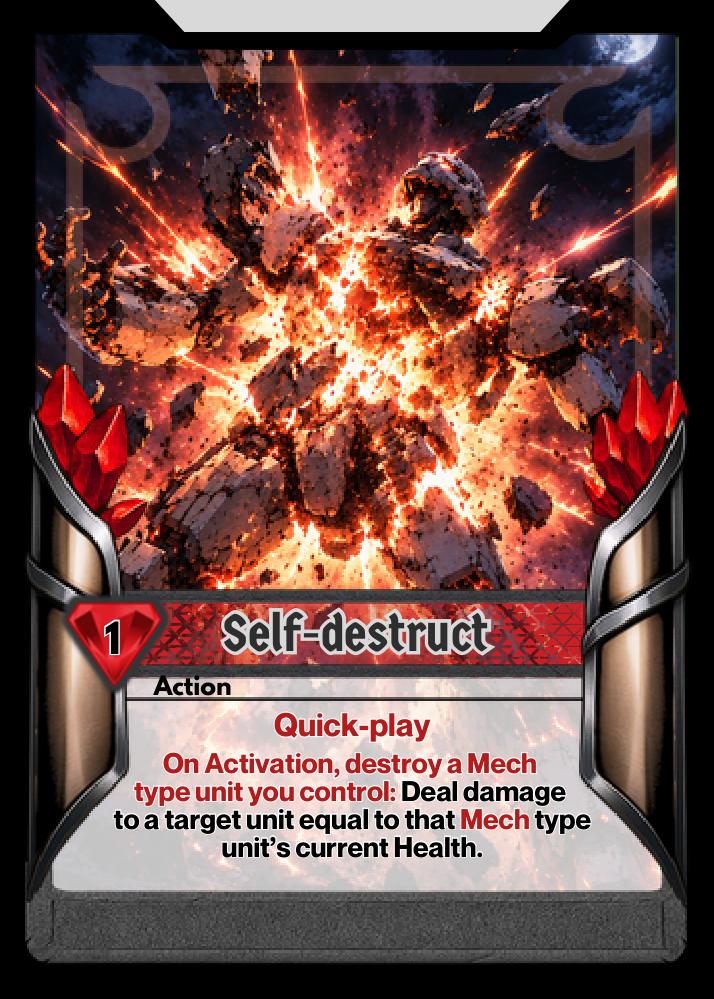 1
Self-destruct
Action
Quick-play
On Activation, destroy a Mech
type unit you control: Deal damage
to a target unit equal to that Mech type
unit's current Health.